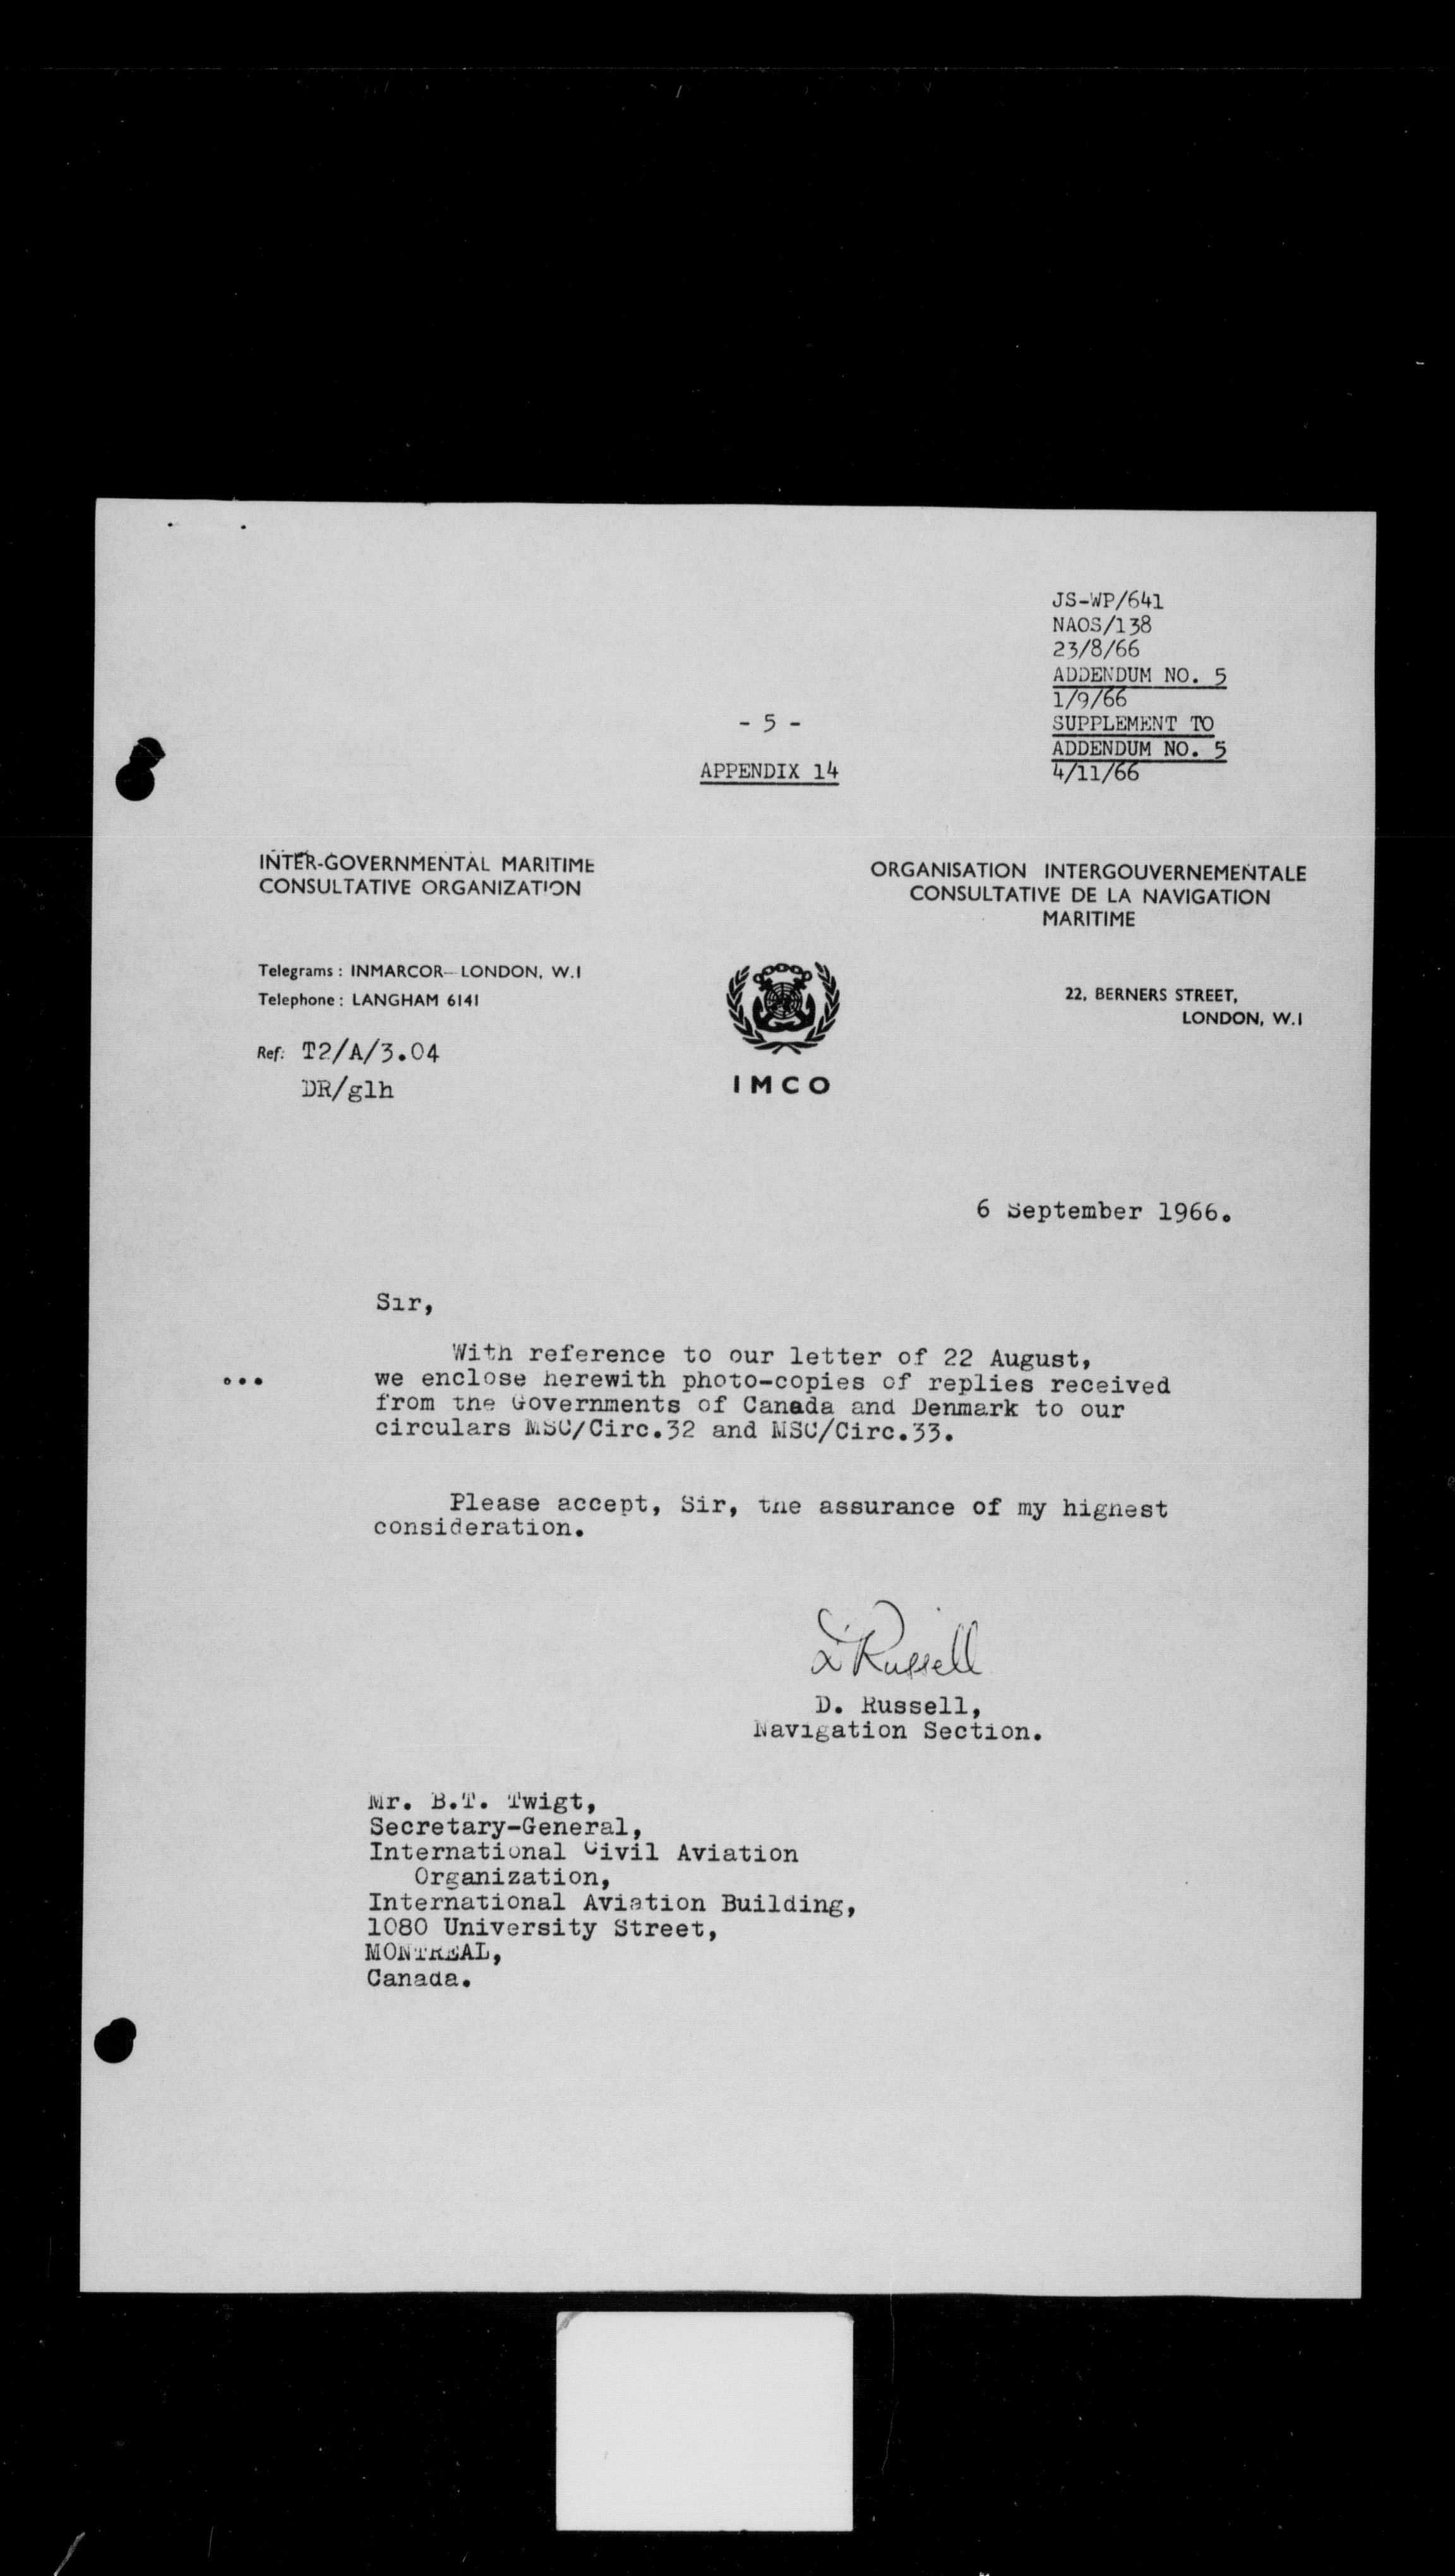 JS-WP/641
NAOS/138
23/8/66
ADDENDUM NO. 5
1/9/66
SUPPLEMENT TO
ADDENDUM NO. 5
4/11/66
- 5 -
APPENDIX 14
INTER-GOVERNMENTAL MARITIME
CONSULTATIVE ORGANIZATION
ORGANISATION INTERGOUVERNEMENTALE
CONSULTATIVE DE LA NAVIGATION
MARITIME
Telegrams : INMARCOR—LONDON, W.1
Telephone : LANGHAM 6141
Ref: T2/A/3.04
DR/glh
IMCO
22, BERNERS STREET,
LONDON, W.1
6 September 1966.
Sir,
With reference to our letter of 22 August,
... we enclose herewith photo-copies of replies received
from the Governments of Canada and Denmark to our
circulars MSC/Circ.32 and MSC/Circ.33.
Please accept, Sir, the assurance of my highest
consideration.
D Russell
D. Russell,
Navigation Section.
Mr. B.T. Twigt,
Secretary-General,
International Civil Aviation
Organization,
International Aviation Building,
1080 University Street,
MONTREAL,
Canada.